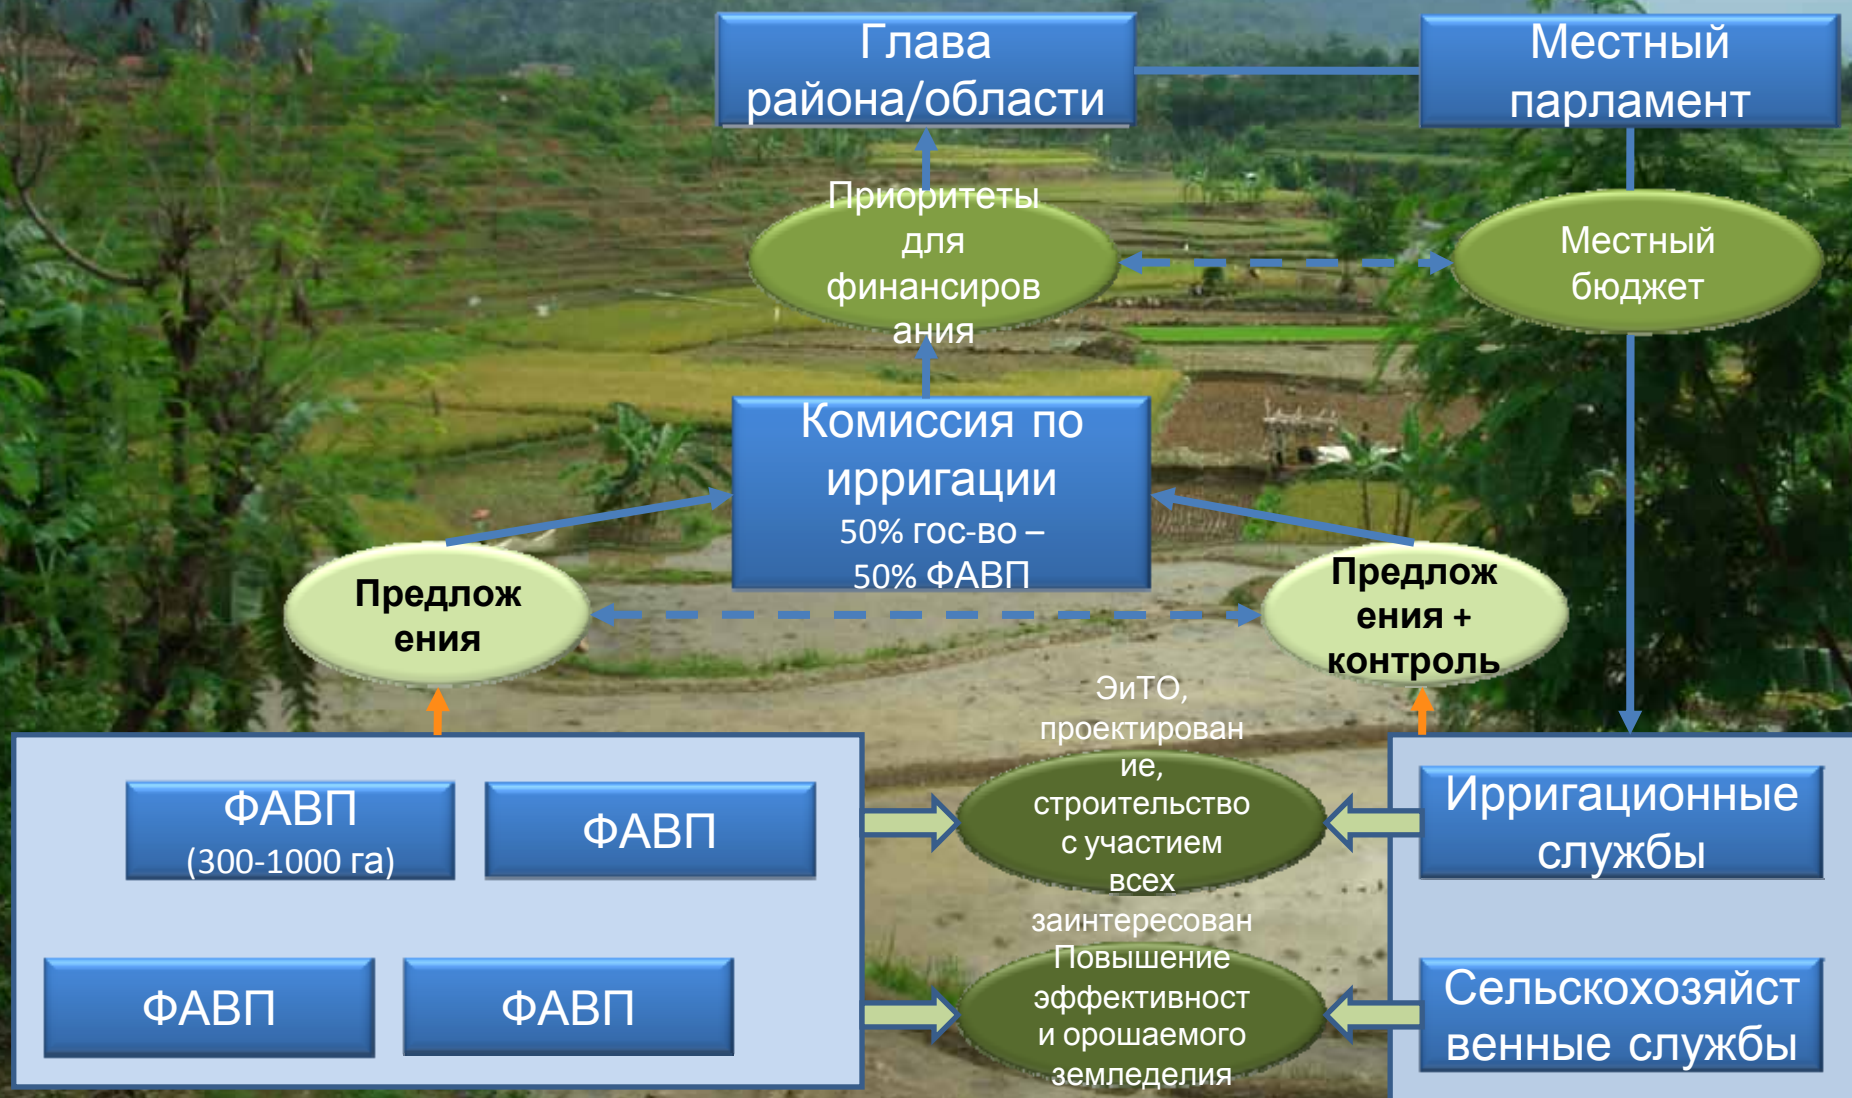 Глава
района/области
Местный
парламент
Приоритеты
для
финансиров
ания
Местный
бюджет
Комиссия по
ирригации
50% гос-во –
50% ФАВП
Предлож
ения
Предлож
ения +
контроль
ЭиТО,
проектирован
ие,
строительство
с участием
всех
заинтересован
ФАВП
(300-1000 га)
ФАВП
Ирригационные
службы
ФАВП
ФАВП
Повышение
эффективност
и орошаемого
земледелия
Сельскохозяйст
венные службы